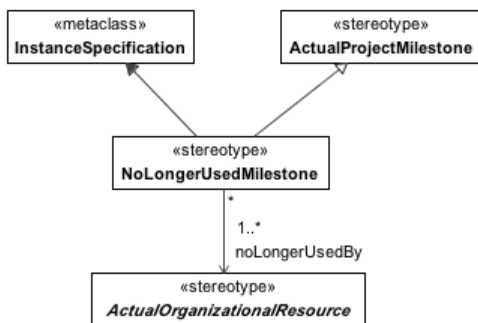 «metaclass»
InstanceSpecification
«stereotype»
ActualProjectMilestone
«stereotype»
NoLongerUsedMilestone
*
1..*
noLongerUsedBy
«stereotype»
ActualOrganizationalResource